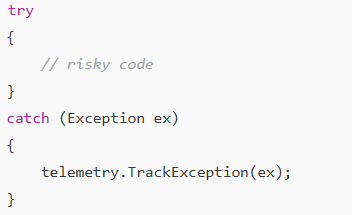 try
{
    // risky code
}
catch (Exception ex)
{
    telemetry.TrackException(ex);
}